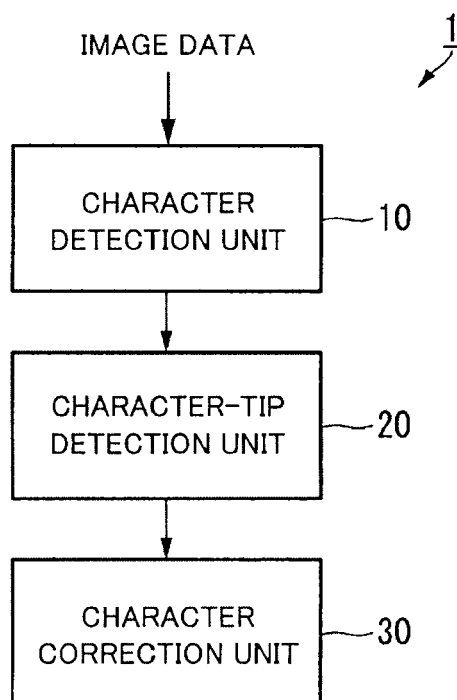 IMAGE DATA
1
CHARACTER
DETECTION UNIT
10
CHARACTER-TIP
DETECTION UNIT
20
CHARACTER
CORRECTION UNIT
30